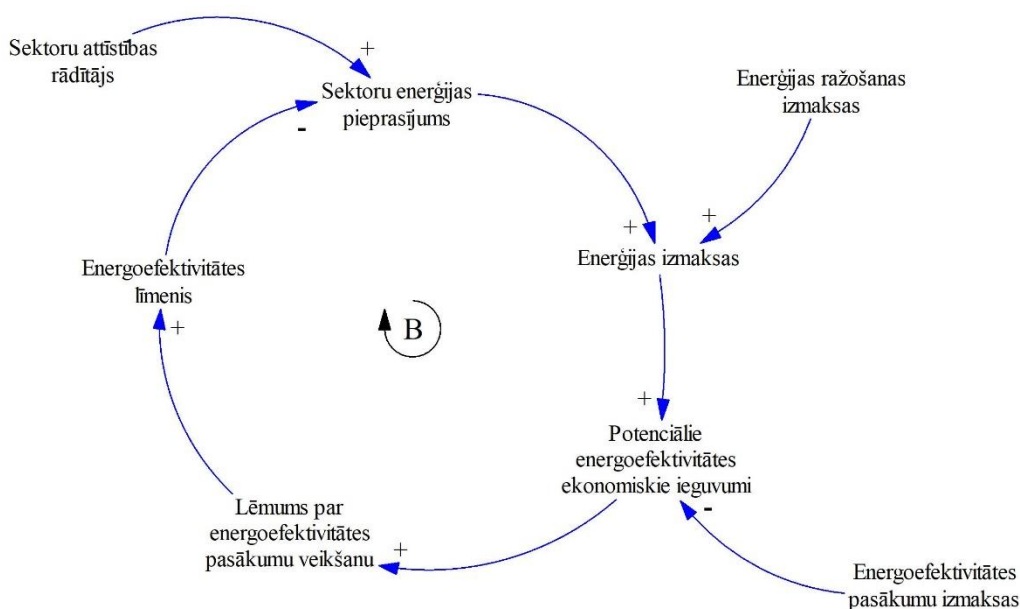 Sektoru attīstības
rādītājs
+
Sektoru enerģijas
pieprasījums
-
Enerģijas ražošanas
izmaksas
+
+
Enerģijas izmaksas
Energoefektivitātes
līmenis
+
B
+
Potenciālie
energoefektivitātes
ekonomiskie ieguvumi
-
Lēmums par
energoefektivitātes
pasākumu veikšanu
+
Energoefektivitātes
pasākumu izmaksas